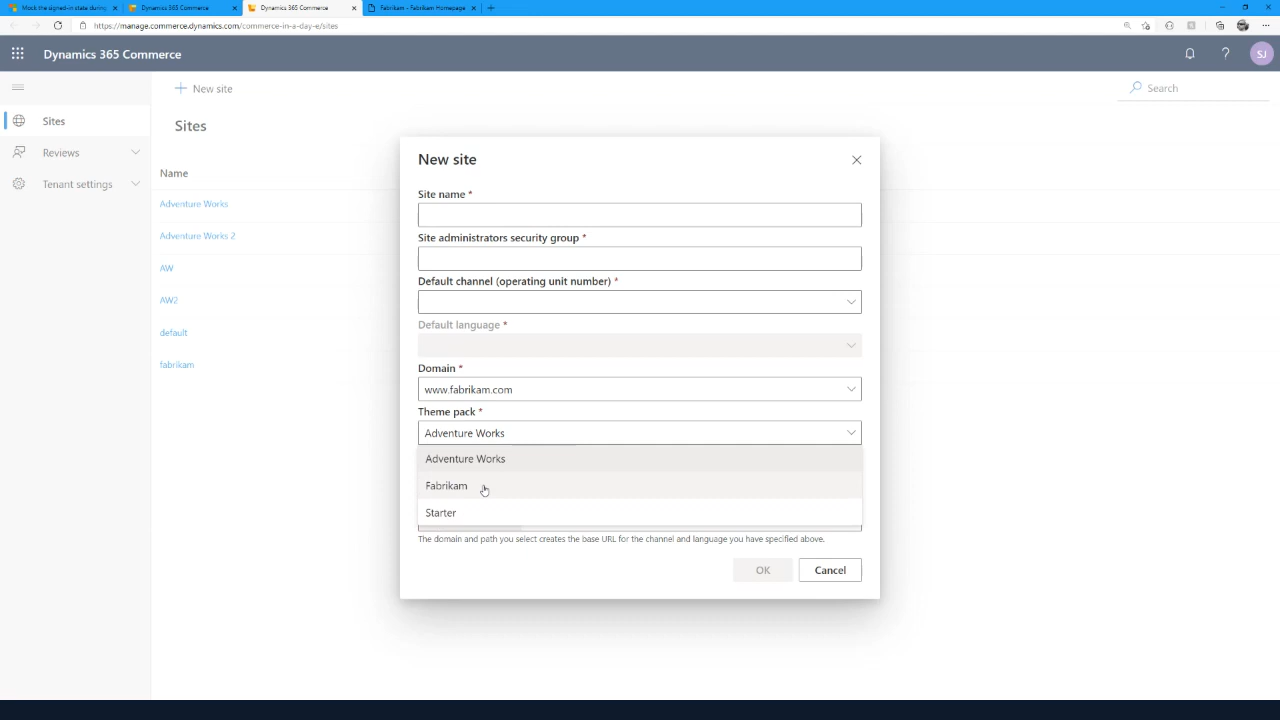 Mock the signed-in state during
Dynamics 365 Commerce
Dynamics 365 Commerce
Fabrikam - Fabrikam Homepage
https://manage.commerce.dynamics.com/commerce-in-a-day-e/sites
Dynamics 365 Commerce
SJ
New site
Search
Sites
Sites
Reviews
Tenant settings
Name
Adventure Works
Adventure Works 2
AW
AW2
default
fabrikam
New site
Site name *
Site administrators security group *
Default channel (operating unit number) *
Default language *
Domain *
www.fabrikam.com
Theme pack *
Adventure Works
Adventure Works
Fabrikam
Starter
The domain and path you select creates the base URL for the channel and language you have specified above.
OK
Cancel